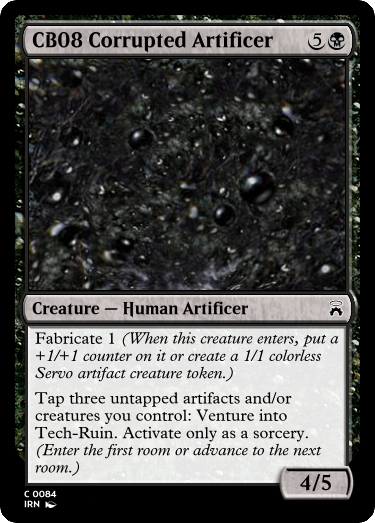 CB08 Corrupted Artificer 5
Creature — Human Artificer
Fabricate 1 (When this creature enters, put a
+1/+1 counter on it or create a 1/1 colorless
Servo artifact creature token.)
Tap three untapped artifacts and/or
creatures you control: Venture into
Tech-Ruin. Activate only as a sorcery.
(Enter the first room or advance to the next
room.)
4/5
C 0084
IRN